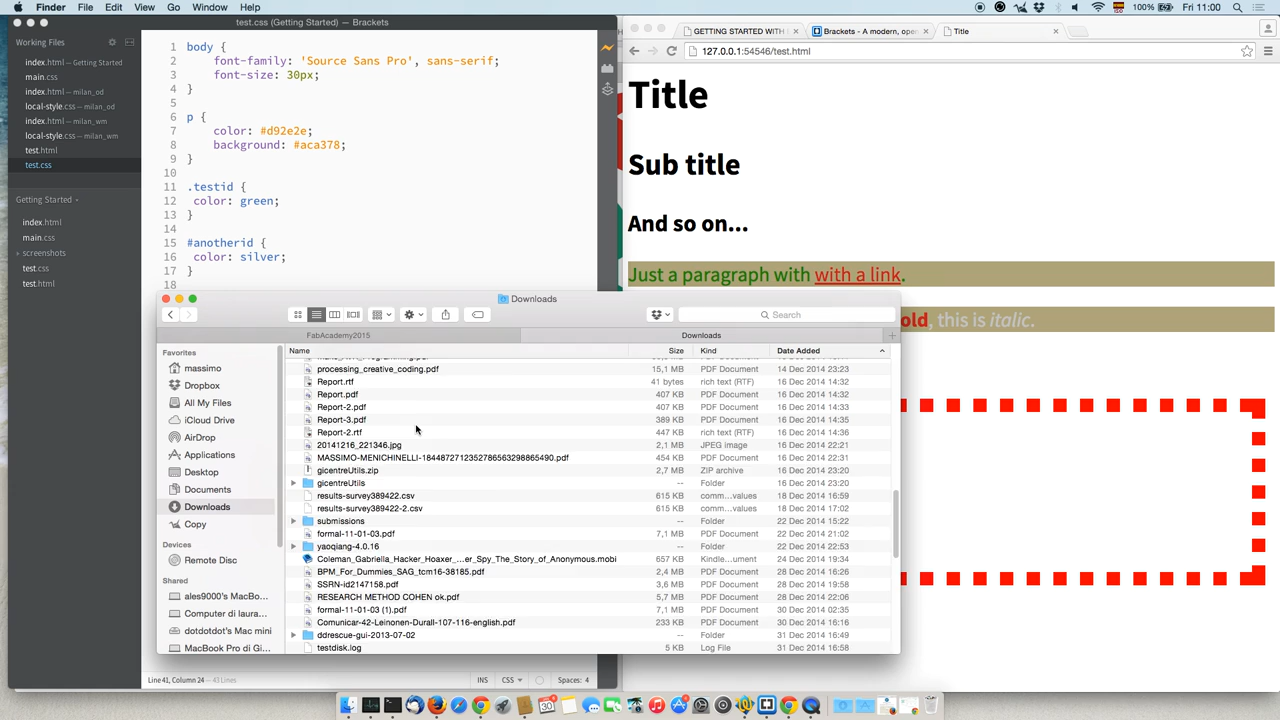 Finder File Edit View Go Window Help
100% Fri 11:00
test.css (Getting Started) — Brackets
Working Files
index.html — Getting Started
main.css
index.html — milan_od
local-style.css — milan_od
index.html — milan_wm
local-style.css — milan_wm
test.html
test.css
Getting Started
index.html
main.css
screenshots
test.css
test.html
1 body {
2 font-family: 'Source Sans Pro', sans-serif;
3 font-size: 30px;
4 }
5
6 p {
7 color: #d92e2e;
8 background: #aca378;
9 }
10
11 .testid {
12 color: green;
13 }
14
15 #anotherid {
16 color: silver;
17 }
18
Line 41, Column 24 — 43 Lines
INS CSS Spaces: 4
GETTING STARTED WITH
Brackets - A modern, open
Title
127.0.0.1:54546/test.html
Title
Sub title
And so on...
Just a paragraph with with a link.
old, this is italic.
Downloads
Search
FabAcademy2015 Downloads
Favorites
massimo
Dropbox
All My Files
iCloud Drive
AirDrop
Applications
Desktop
Documents
Downloads
Copy
Devices
Remote Disc
Shared
ales9000's MacBo...
Computer di laura...
dotdotdot's Mac mini
MacBook Pro di Gi...
Name Size Kind Date Added
processing_creative_coding.pdf 15,1 MB PDF Document 14 Dec 2014 23:23
Report.rtf 41 bytes rich text (RTF) 16 Dec 2014 14:32
Report.pdf 407 KB PDF Document 16 Dec 2014 14:32
Report-2.pdf 407 KB PDF Document 16 Dec 2014 14:33
Report-3.pdf 389 KB PDF Document 16 Dec 2014 14:35
Report-2.rtf 447 KB rich text (RTF) 16 Dec 2014 14:36
20141216_221346.jpg 2,1 MB JPEG image 16 Dec 2014 22:21
MASSIMO-MENICHINELLI-1844872712352786563298865490.pdf 454 KB PDF Document 16 Dec 2014 22:31
gicentreUtils.zip 2,7 MB ZIP archive 16 Dec 2014 23:20
gicentreUtils -- Folder 16 Dec 2014 23:20
results-survey389422.csv 615 KB comm...values 18 Dec 2014 16:59
results-survey389422-2.csv 615 KB comm...values 18 Dec 2014 17:02
submissions -- Folder 22 Dec 2014 15:22
formal-11-01-03.pdf 7,1 MB PDF Document 22 Dec 2014 21:02
yaoqiang-4.0.16 -- Folder 22 Dec 2014 22:53
Coleman_Gabriella_Hacker_Hoaxer_...er_Spy_The_Story_of_Anonymous.mobi 657 KB Kindle...ument 24 Dec 2014 19:34
BPM_For_Dummies_SAG_tcm16-38185.pdf 2,4 MB PDF Document 28 Dec 2014 16:26
SSRN-id2147158.pdf 3,6 MB PDF Document 28 Dec 2014 19:58
RESEARCH METHOD COHEN ok.pdf 5,7 MB PDF Document 28 Dec 2014 22:06
formal-11-01-03 (1).pdf 7,1 MB PDF Document 30 Dec 2014 02:35
Comunicar-42-Leinonen-Durall-107-116-english.pdf 233 KB PDF Document 30 Dec 2014 16:16
ddrescue-gui-2013-07-02 -- Folder 31 Dec 2014 16:49
testdisk.log 5 KB Log File 31 Dec 2014 16:58